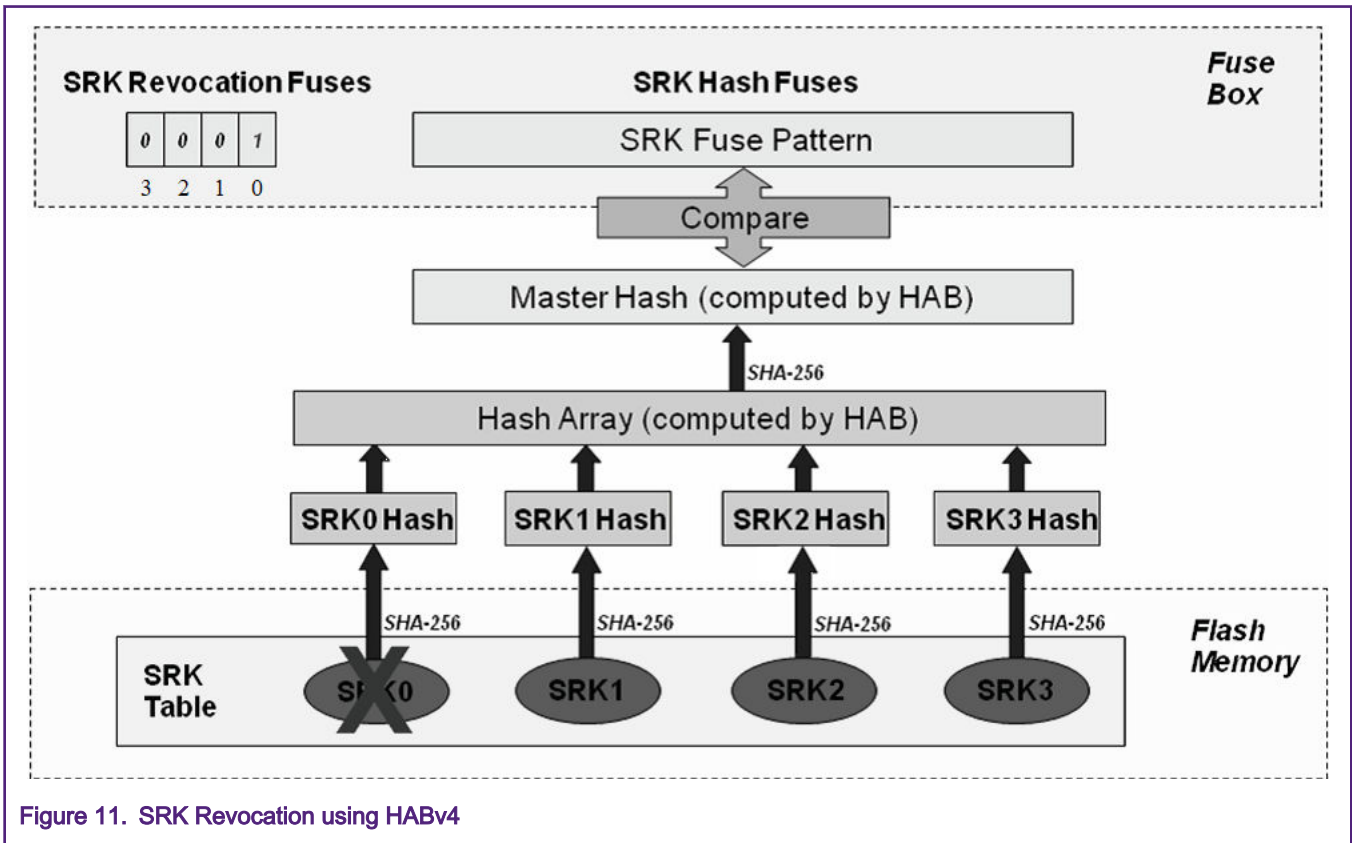 SRK Revocation Fuses
SRK Hash Fuses
Fuse
Box
0 0 0 1
3 2 1 0
SRK Fuse Pattern
Compare
Master Hash (computed by HAB)
SHA-256
Hash Array (computed by HAB)
SRK0 Hash
SRK1 Hash
SRK2 Hash
SRK3 Hash
SHA-256
SHA-256
SHA-256
SHA-256
Flash
Memory
SRK
Table
SRK0
SRK1
SRK2
SRK3
Figure 11. SRK Revocation using HABv4